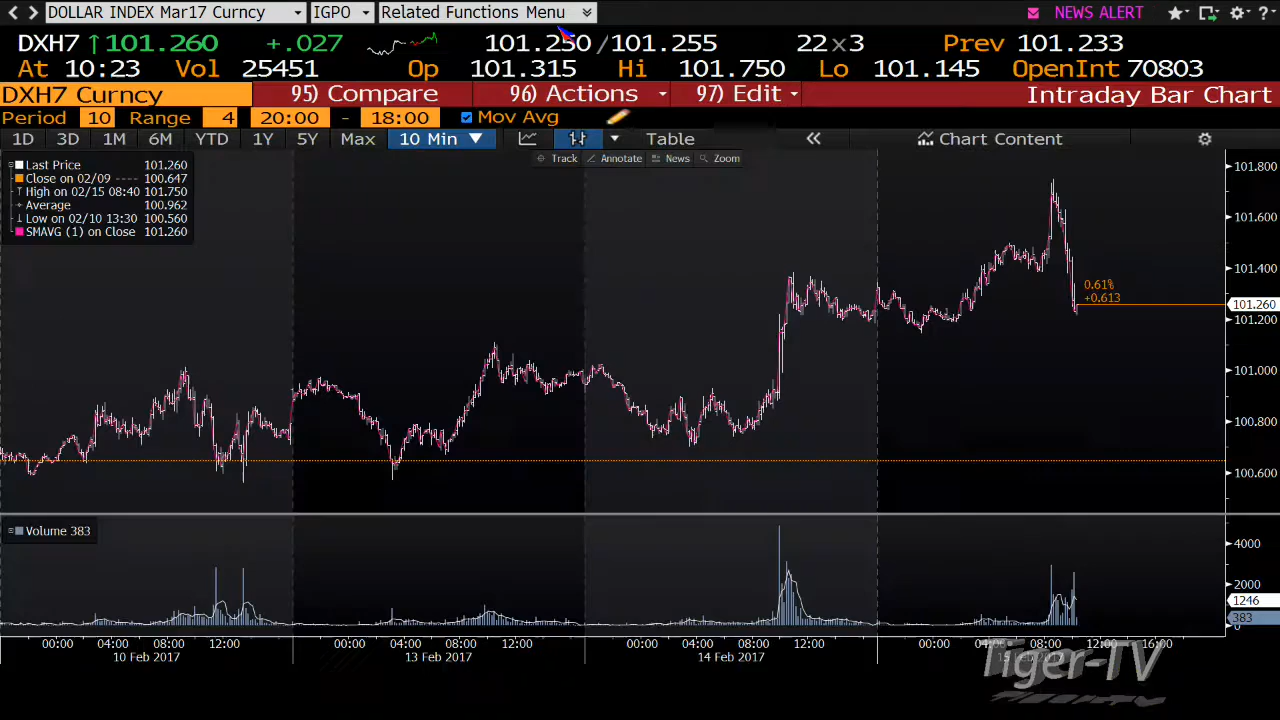 DOLLAR INDEX Mar17 Curncy IGPO Related Functions Menu NEWS ALERT ?
DXH7 ↑101.260 +.027 101.250 /101.255 22 x 3 Prev 101.233
At 10:23 Vol 25451 Op 101.315 Hi 101.750 Lo 101.145 OpenInt 70803
DXH7 Curncy 95) Compare 96) Actions 97) Edit Intraday Bar Chart
Period 10 Range 4 20:00 - 18:00 Mov Avg
1D 3D 1M 6M YTD 1Y 5Y Max 10 Min ▼ Table « Chart Content
Track Annotate News Zoom
Last Price 101.260
Close on 02/09 ---- 100.647
High on 02/15 08:40 101.750
Average 100.962
Low on 02/10 13:30 100.560
SMAVG (1) on Close 101.260
101.800
101.600
101.400
0.61%
+0.613
101.260
101.200
101.000
100.800
100.600
Volume 383
4000
2000
1246
383
0
00:00 04:00 08:00 12:00 00:00 04:00 08:00 12:00 00:00 04:00 08:00 12:00 00:00 04:00 08:00 12:00 16:00
10 Feb 2017 13 Feb 2017 14 Feb 2017 15 Feb 2017
Tiger-TV